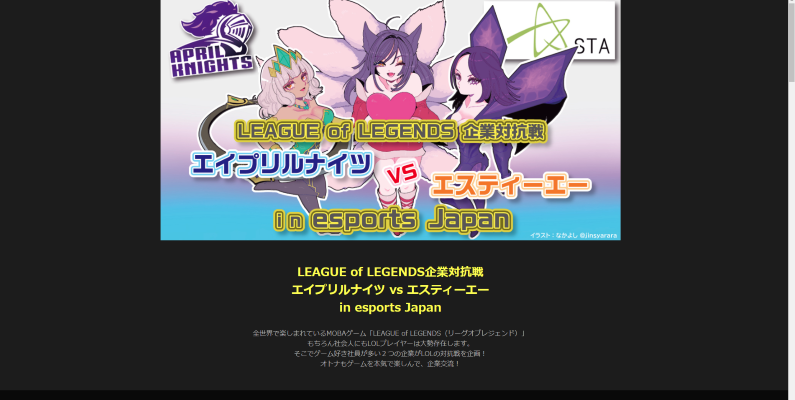 APRIL
KNIGHTS
STA
LEAGUE of LEGENDS 企業対抗戦
エイプリルナイツ
VS
エスティーエー
in esports Japan
イラスト：なかよし @jinsyarara
LEAGUE of LEGENDS企業対抗戦
エイプリルナイツ vs エスティーエー
in esports Japan
全世界で楽しまれているMOBAゲーム「LEAGUE of LEGENDS（リーグオブレジェンド）」
もちろん社会人にもLOLプレイヤーは大勢存在します。
そこでゲーム好き社員が多い２つの企業がLOLの対抗戦を企画！
オトナもゲームを本気で楽しんで、企業交流！